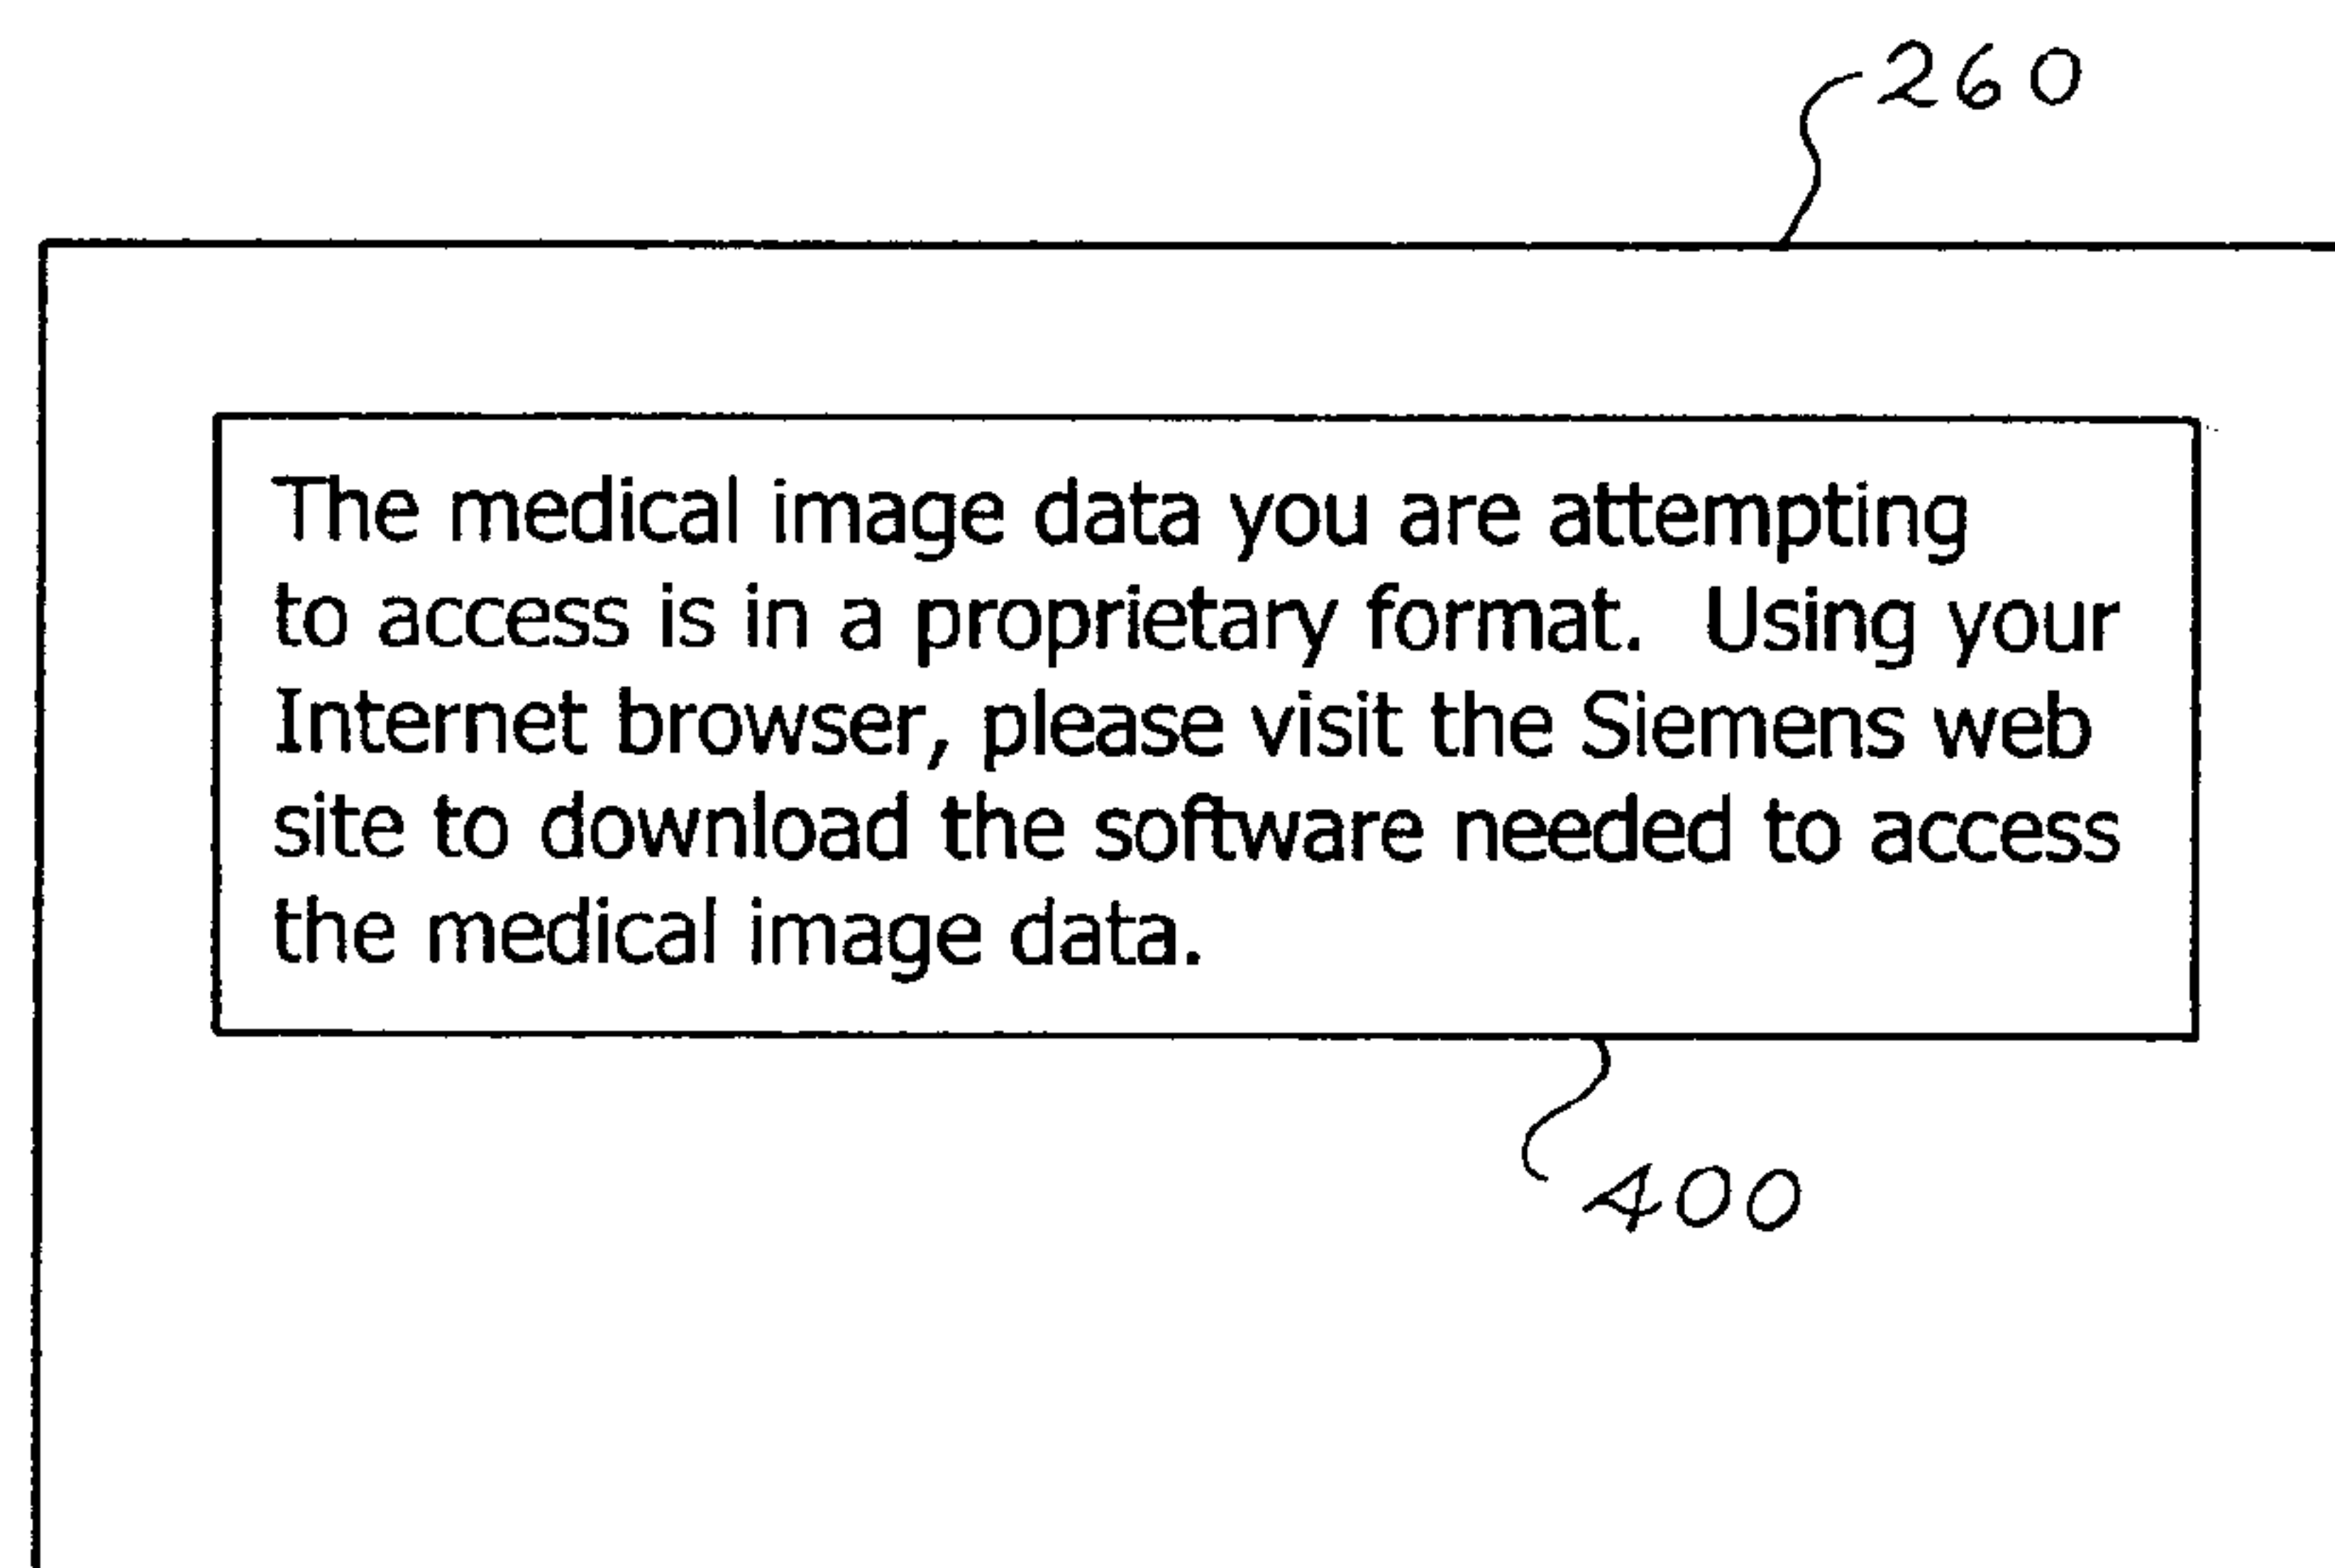 260
The medical image data you are attempting
to access is in a proprietary format.  Using your
Internet browser, please visit the Siemens web
site to download the software needed to access
the medical image data.
400